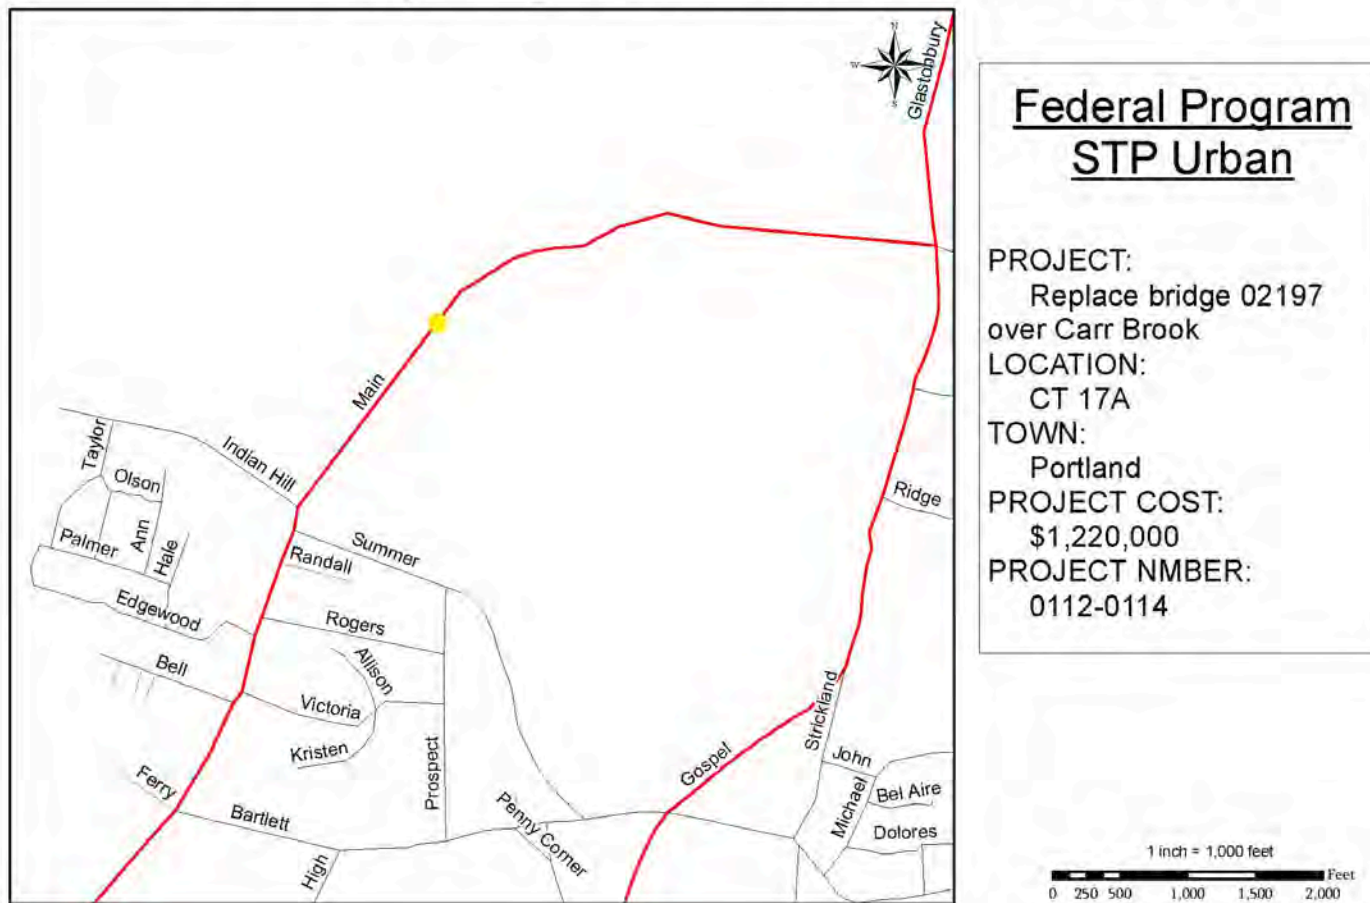 N
W
S
Glastonbury
Main
Taylor
Olson
Indian Hill
Ann
Palmer
Hale
Summer
Randall
Edgewood
Rogers
Bell
Allison
Victoria
Kristen
Prospect
Ferry
Bartlett
High
Penny Corner
Gospel
Strickland
Ridge
John
Michael
Bel Aire
Dolores
Federal Program
STP Urban
PROJECT:
Replace bridge 02197
over Carr Brook
LOCATION:
CT 17A
TOWN:
Portland
PROJECT COST:
$1,220,000
PROJECT NMBER:
0112-0114
1 inch = 1,000 feet
Feet
0 250 500 1,000 1,500 2,000